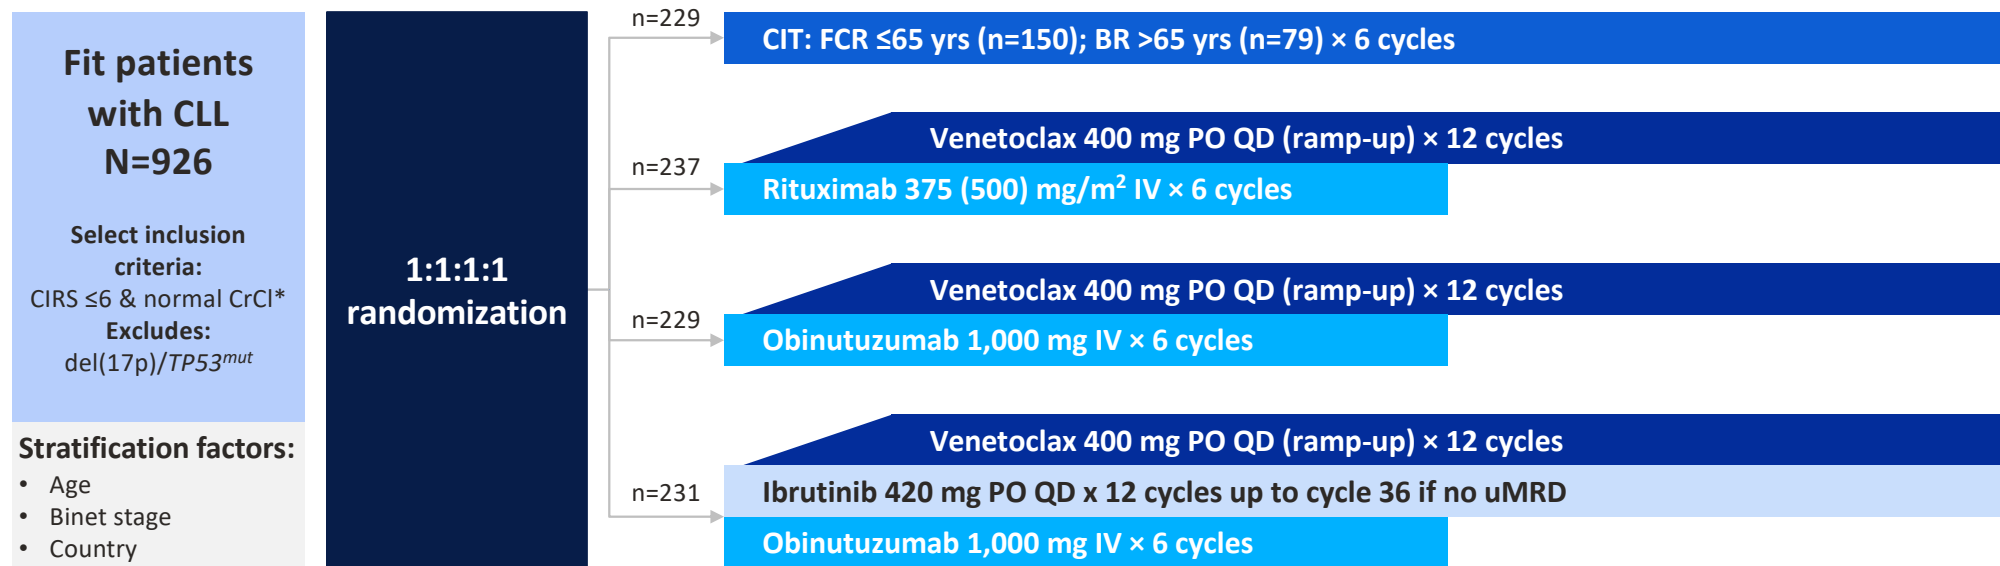 Fit patients
with CLL
N=926
Select inclusion
criteria:
CIRS ≤6 & normal CrCl*
Excludes:
del(17p)/TP53mut
Stratification factors:
• Age
• Binet stage
• Country
1:1:1:1
randomization
n=229
CIT: FCR ≤65 yrs (n=150); BR >65 yrs (n=79) × 6 cycles
n=237
Venetoclax 400 mg PO QD (ramp-up) × 12 cycles
Rituximab 375 (500) mg/m² IV × 6 cycles
n=229
Venetoclax 400 mg PO QD (ramp-up) × 12 cycles
Obinutuzumab 1,000 mg IV × 6 cycles
n=231
Venetoclax 400 mg PO QD (ramp-up) × 12 cycles
Ibrutinib 420 mg PO QD x 12 cycles up to cycle 36 if no uMRD
Obinutuzumab 1,000 mg IV × 6 cycles